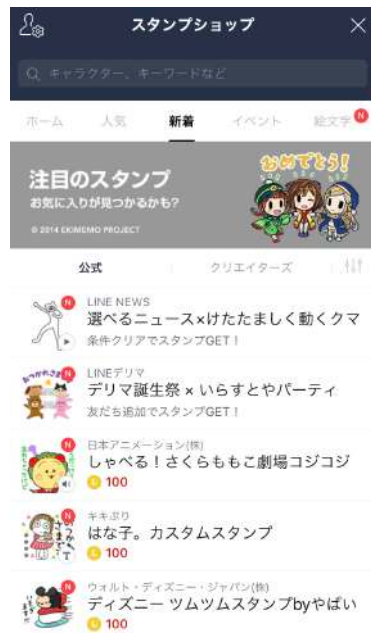 スタンプショップ
キャラクター、キーワードなど
ホーム 人気 新着 イベント 絵文字 N
おめでとう!
注目のスタンプ
お気に入りが見つかるかも?
© 2014 EKIMEMO PROJECT
公式 クリエイターズ
N LINE NEWS
選べるニュース×けたたましく動くクマ
条件クリアでスタンプGET!
N LINEデリマ
デリマ誕生祭 × いらすとやパーティ
友だち追加でスタンプGET!
N 日本アニメーション(株)
しゃべる!さくらももこ劇場コジコジ
L 100
N キキぷり
はな子。カスタムスタンプ
L 100
N ウォルト・ディズニー・ジャパン(株)
ディズニー ツムツムスタンプbyやばい
L 100